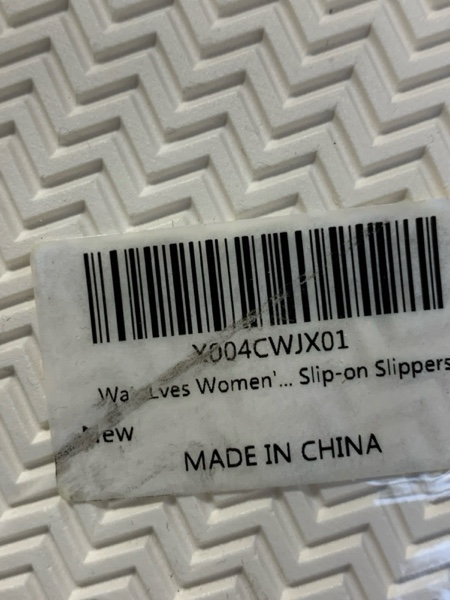 X004CWJX01
Women'... Slip-on Slippers
New
MADE IN CHINA